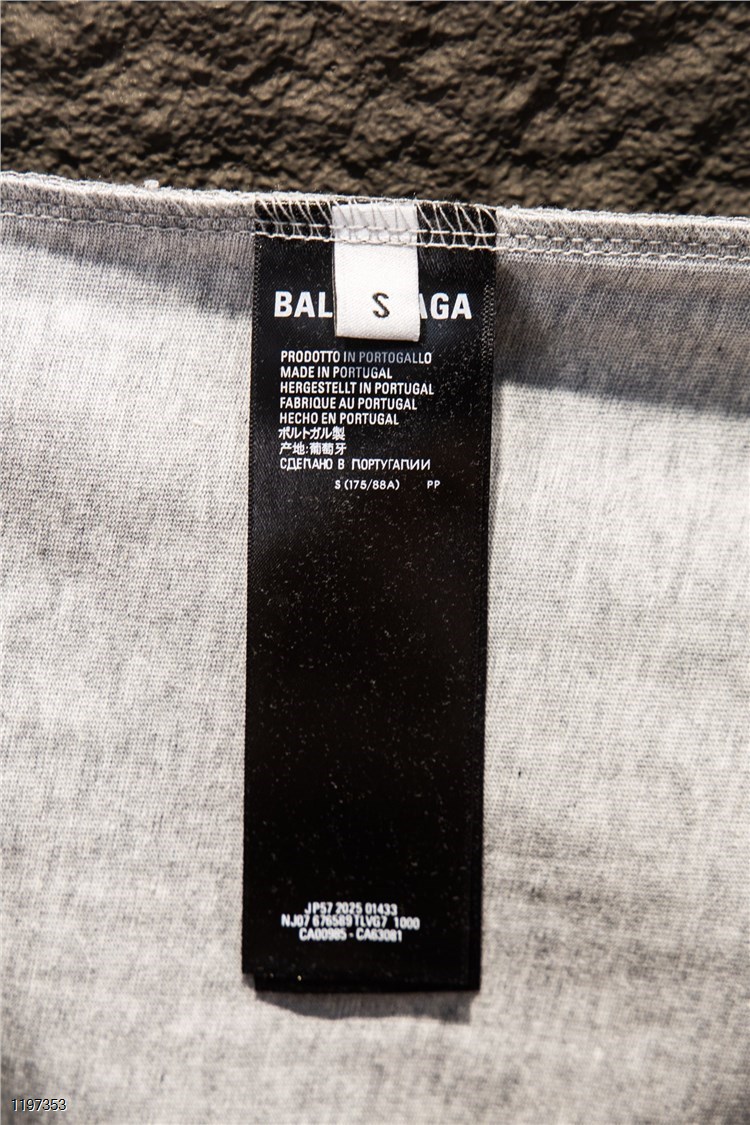 BAL AGA
S
PRODOTTO IN PORTOGALLO
MADE IN PORTUGAL
HERGESTELLT IN PORTUGAL
FABRIQUE AU PORTUGAL
HECHO EN PORTUGAL
ポルトガル製
产地:葡萄牙
СДЕПАНО В ПОРТУГАПИИ
S (175/88A) PP
JP57 2025 01433
NJ07 676589 TLVG7 1000
CA00985 - CA63081
1197353